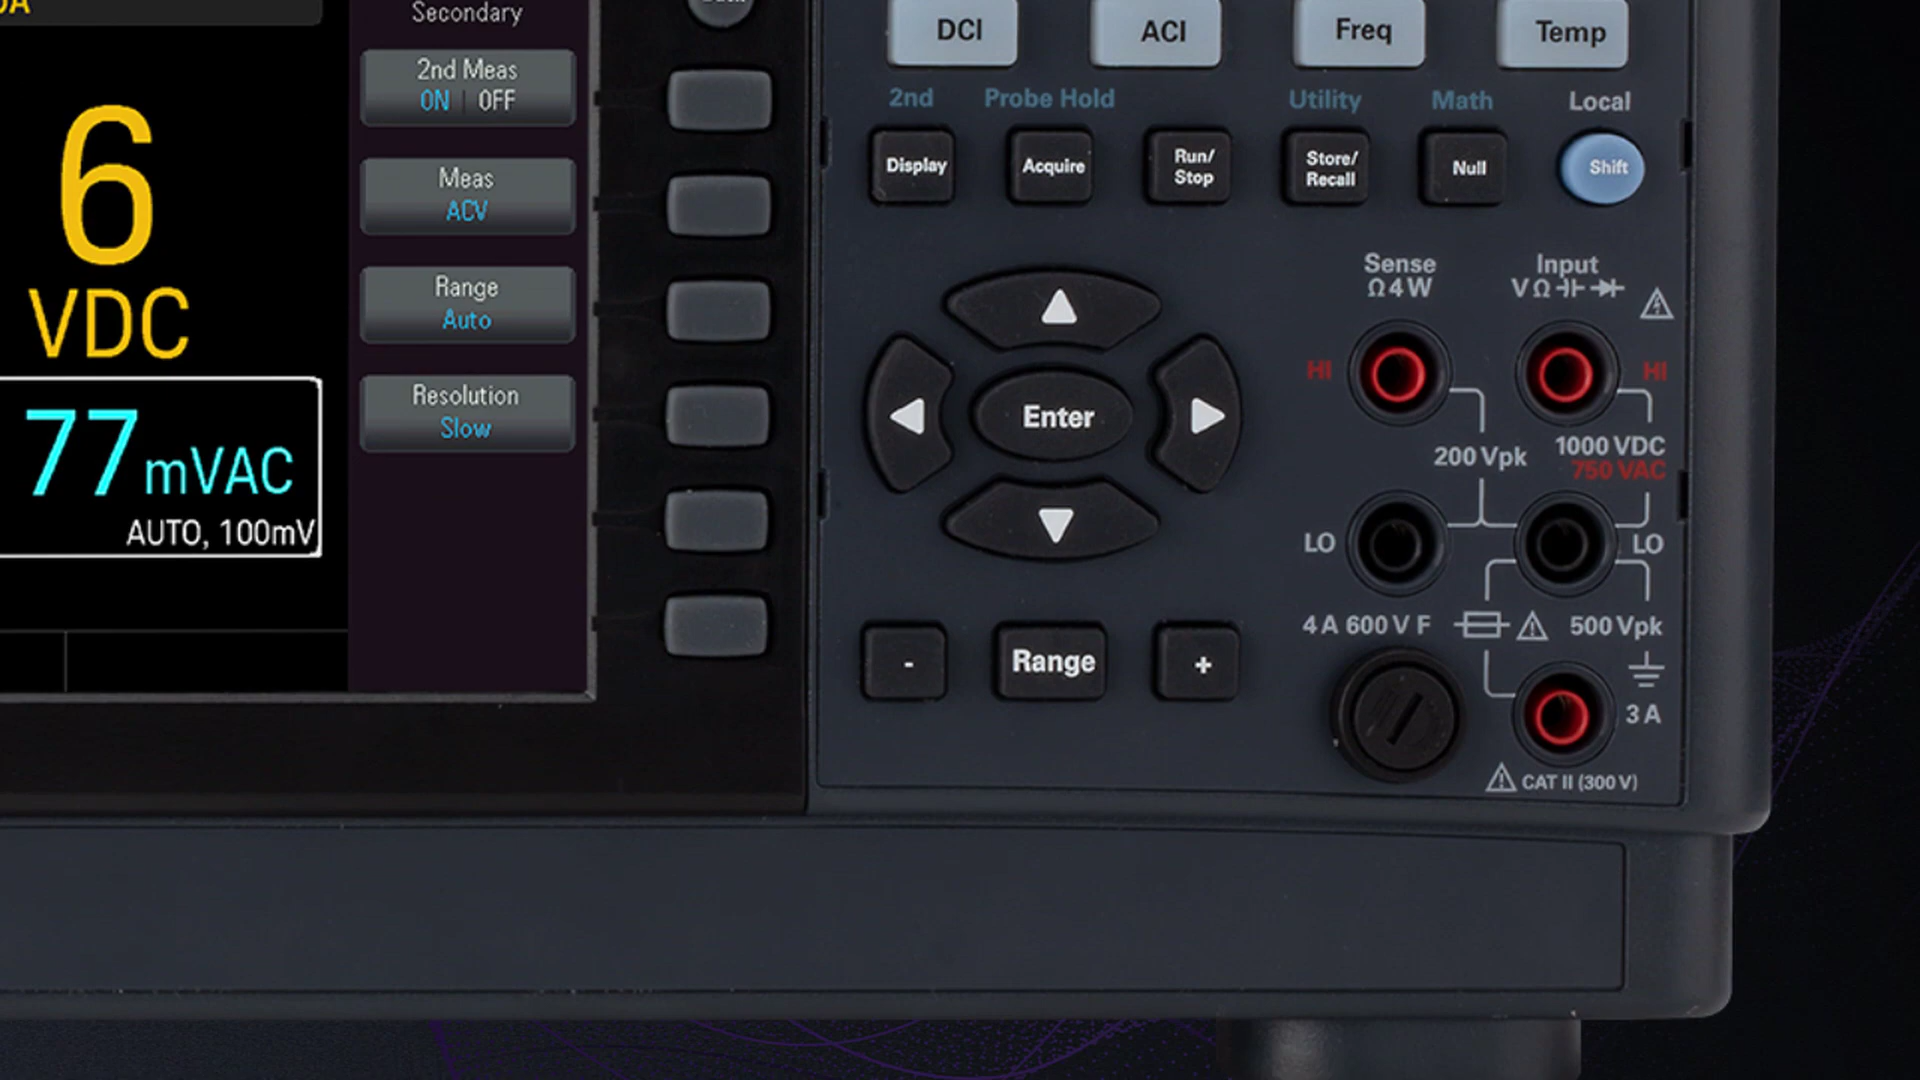 A
Secondary
2nd Meas
ON | OFF
Meas
ACV
Range
Auto
Resolution
Slow
6
VDC
77 mVAC
AUTO, 100mV
DCI
ACI
Freq
Temp
2nd
Probe Hold
Utility
Math
Local
Display
Acquire
Run/
Stop
Store/
Recall
Null
Shift
Enter
-
Range
+
Sense
Ω 4 W
Input
V Ω
HI
HI
200 Vpk
1000 VDC
750 VAC
LO
LO
4 A 600 V F
500 Vpk
3 A
CAT II (300 V)